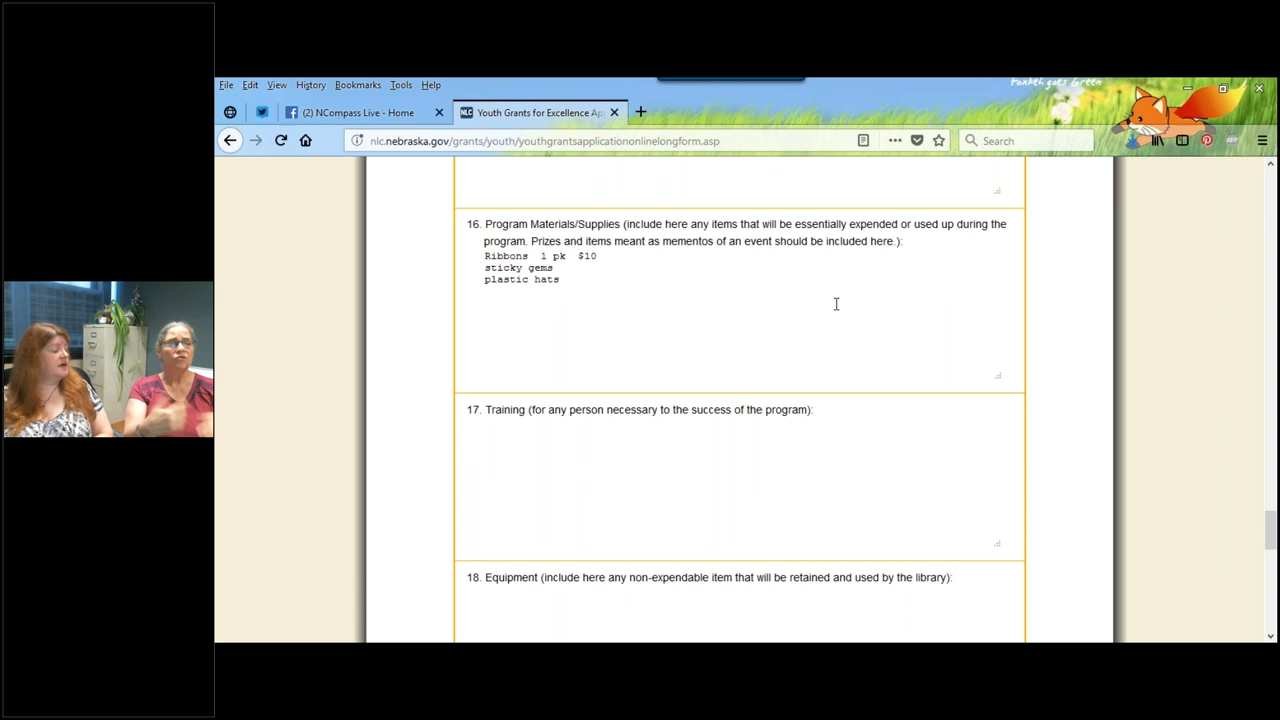 Foxkeh goes Green
File Edit View History Bookmarks Tools Help
(2) NCompass Live - Home
NLC Youth Grants for Excellence Ap
nlc.nebraska.gov/grants/youth/youthgrantsapplicationonlinelongform.asp
Search
16. Program Materials/Supplies (include here any items that will be essentially expended or used up during the
program. Prizes and items meant as mementos of an event should be included here.):
Ribbons 1 pk $10
sticky gems
plastic hats
17. Training (for any person necessary to the success of the program):
18. Equipment (include here any non-expendable item that will be retained and used by the library):